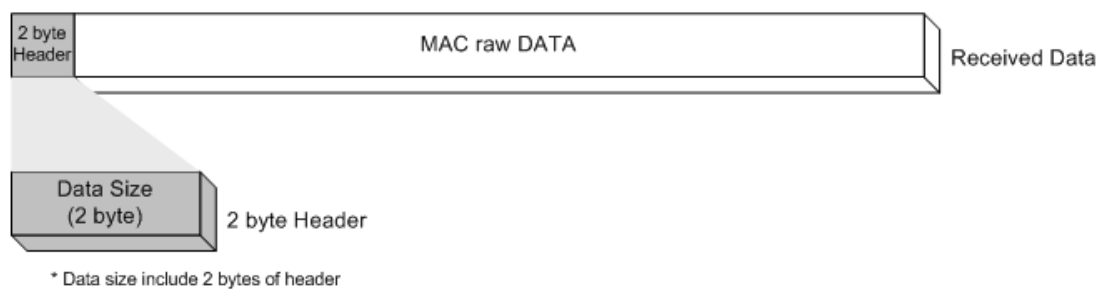 2 byte
Header
MAC raw DATA
Received Data
Data Size
(2 byte)
2 byte Header
* Data size include 2 bytes of header